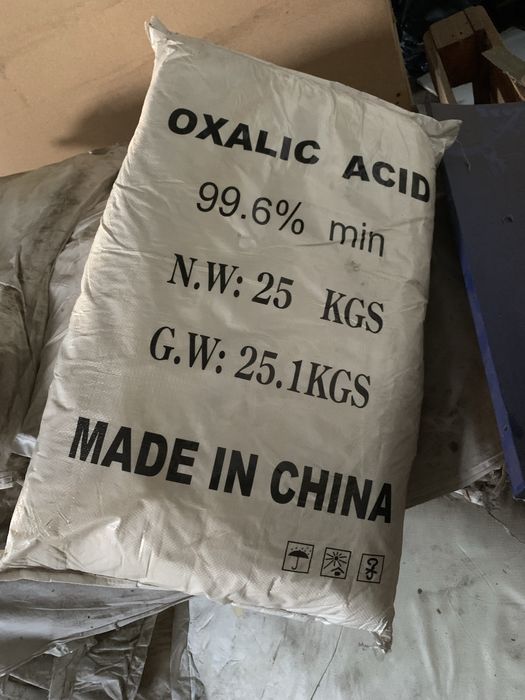 OXALIC ACID
99.6% min
N.W: 25 KGS
G.W: 25.1KGS
MADE IN CHINA